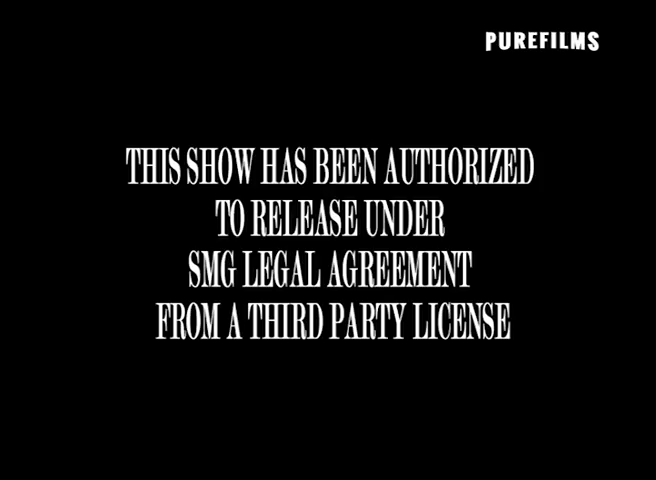 PUREFILMS
THIS SHOW HAS BEEN AUTHORIZED
TO RELEASE UNDER
SMG LEGAL AGREEMENT
FROM A THIRD PARTY LICENSE